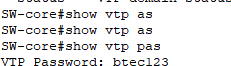 SW-core#show vtp as
SW-core#show vtp as
SW-core#show vtp pas
VTP Password: btec123